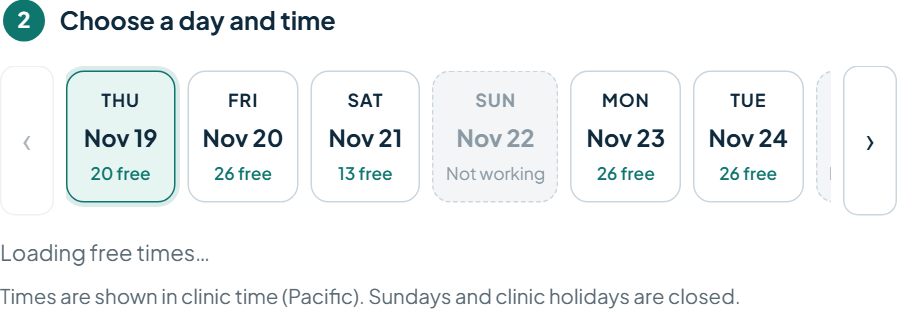 2 Choose a day and time
‹ THU FRI SAT SUN MON TUE ›
Nov 19 Nov 20 Nov 21 Nov 22 Nov 23 Nov 24
20 free 26 free 13 free Not working 26 free 26 free
Loading free times…
Times are shown in clinic time (Pacific). Sundays and clinic holidays are closed.